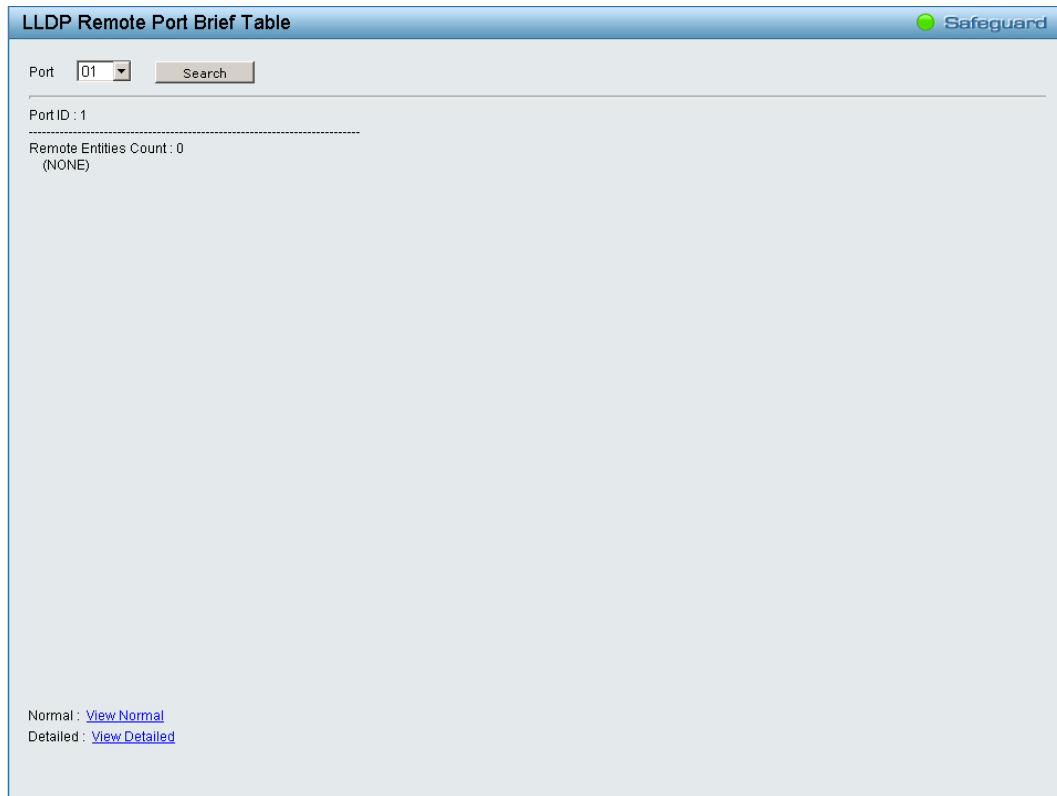 LLDP Remote Port Brief Table
Safeguard
Port 01 Search
Port ID : 1
--------------------------------------------------------------------------------
Remote Entities Count : 0
(NONE)
Normal : View Normal
Detailed : View Detailed